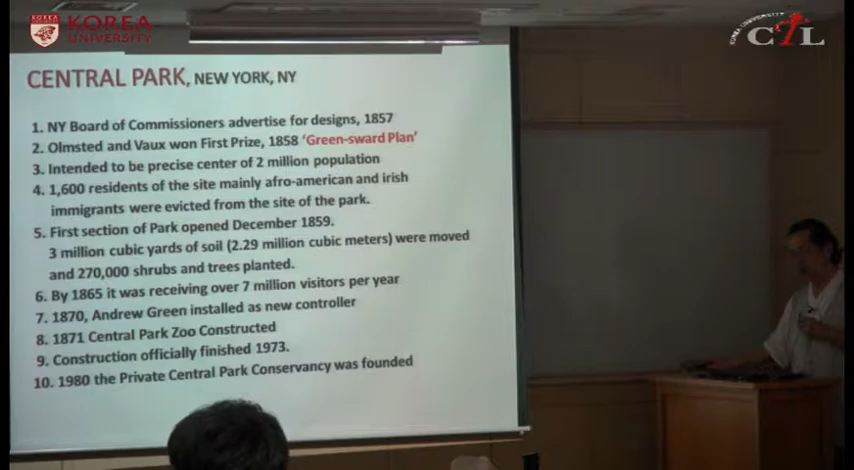 KOREA
UNIVERSITY
KOREA UNIVERSITY
CTL
CENTRAL PARK, NEW YORK, NY
1. NY Board of Commissioners advertise for designs, 1857
2. Olmsted and Vaux won First Prize, 1858 'Green-sward Plan'
3. Intended to be precise center of 2 million population
4. 1,600 residents of the site mainly afro-american and irish
immigrants were evicted from the site of the park.
5. First section of Park opened December 1859.
3 million cubic yards of soil (2.29 million cubic meters) were moved
and 270,000 shrubs and trees planted.
6. By 1865 it was receiving over 7 million visitors per year
7. 1870, Andrew Green installed as new controller
8. 1871 Central Park Zoo Constructed
9. Construction officially finished 1973.
10. 1980 the Private Central Park Conservancy was founded